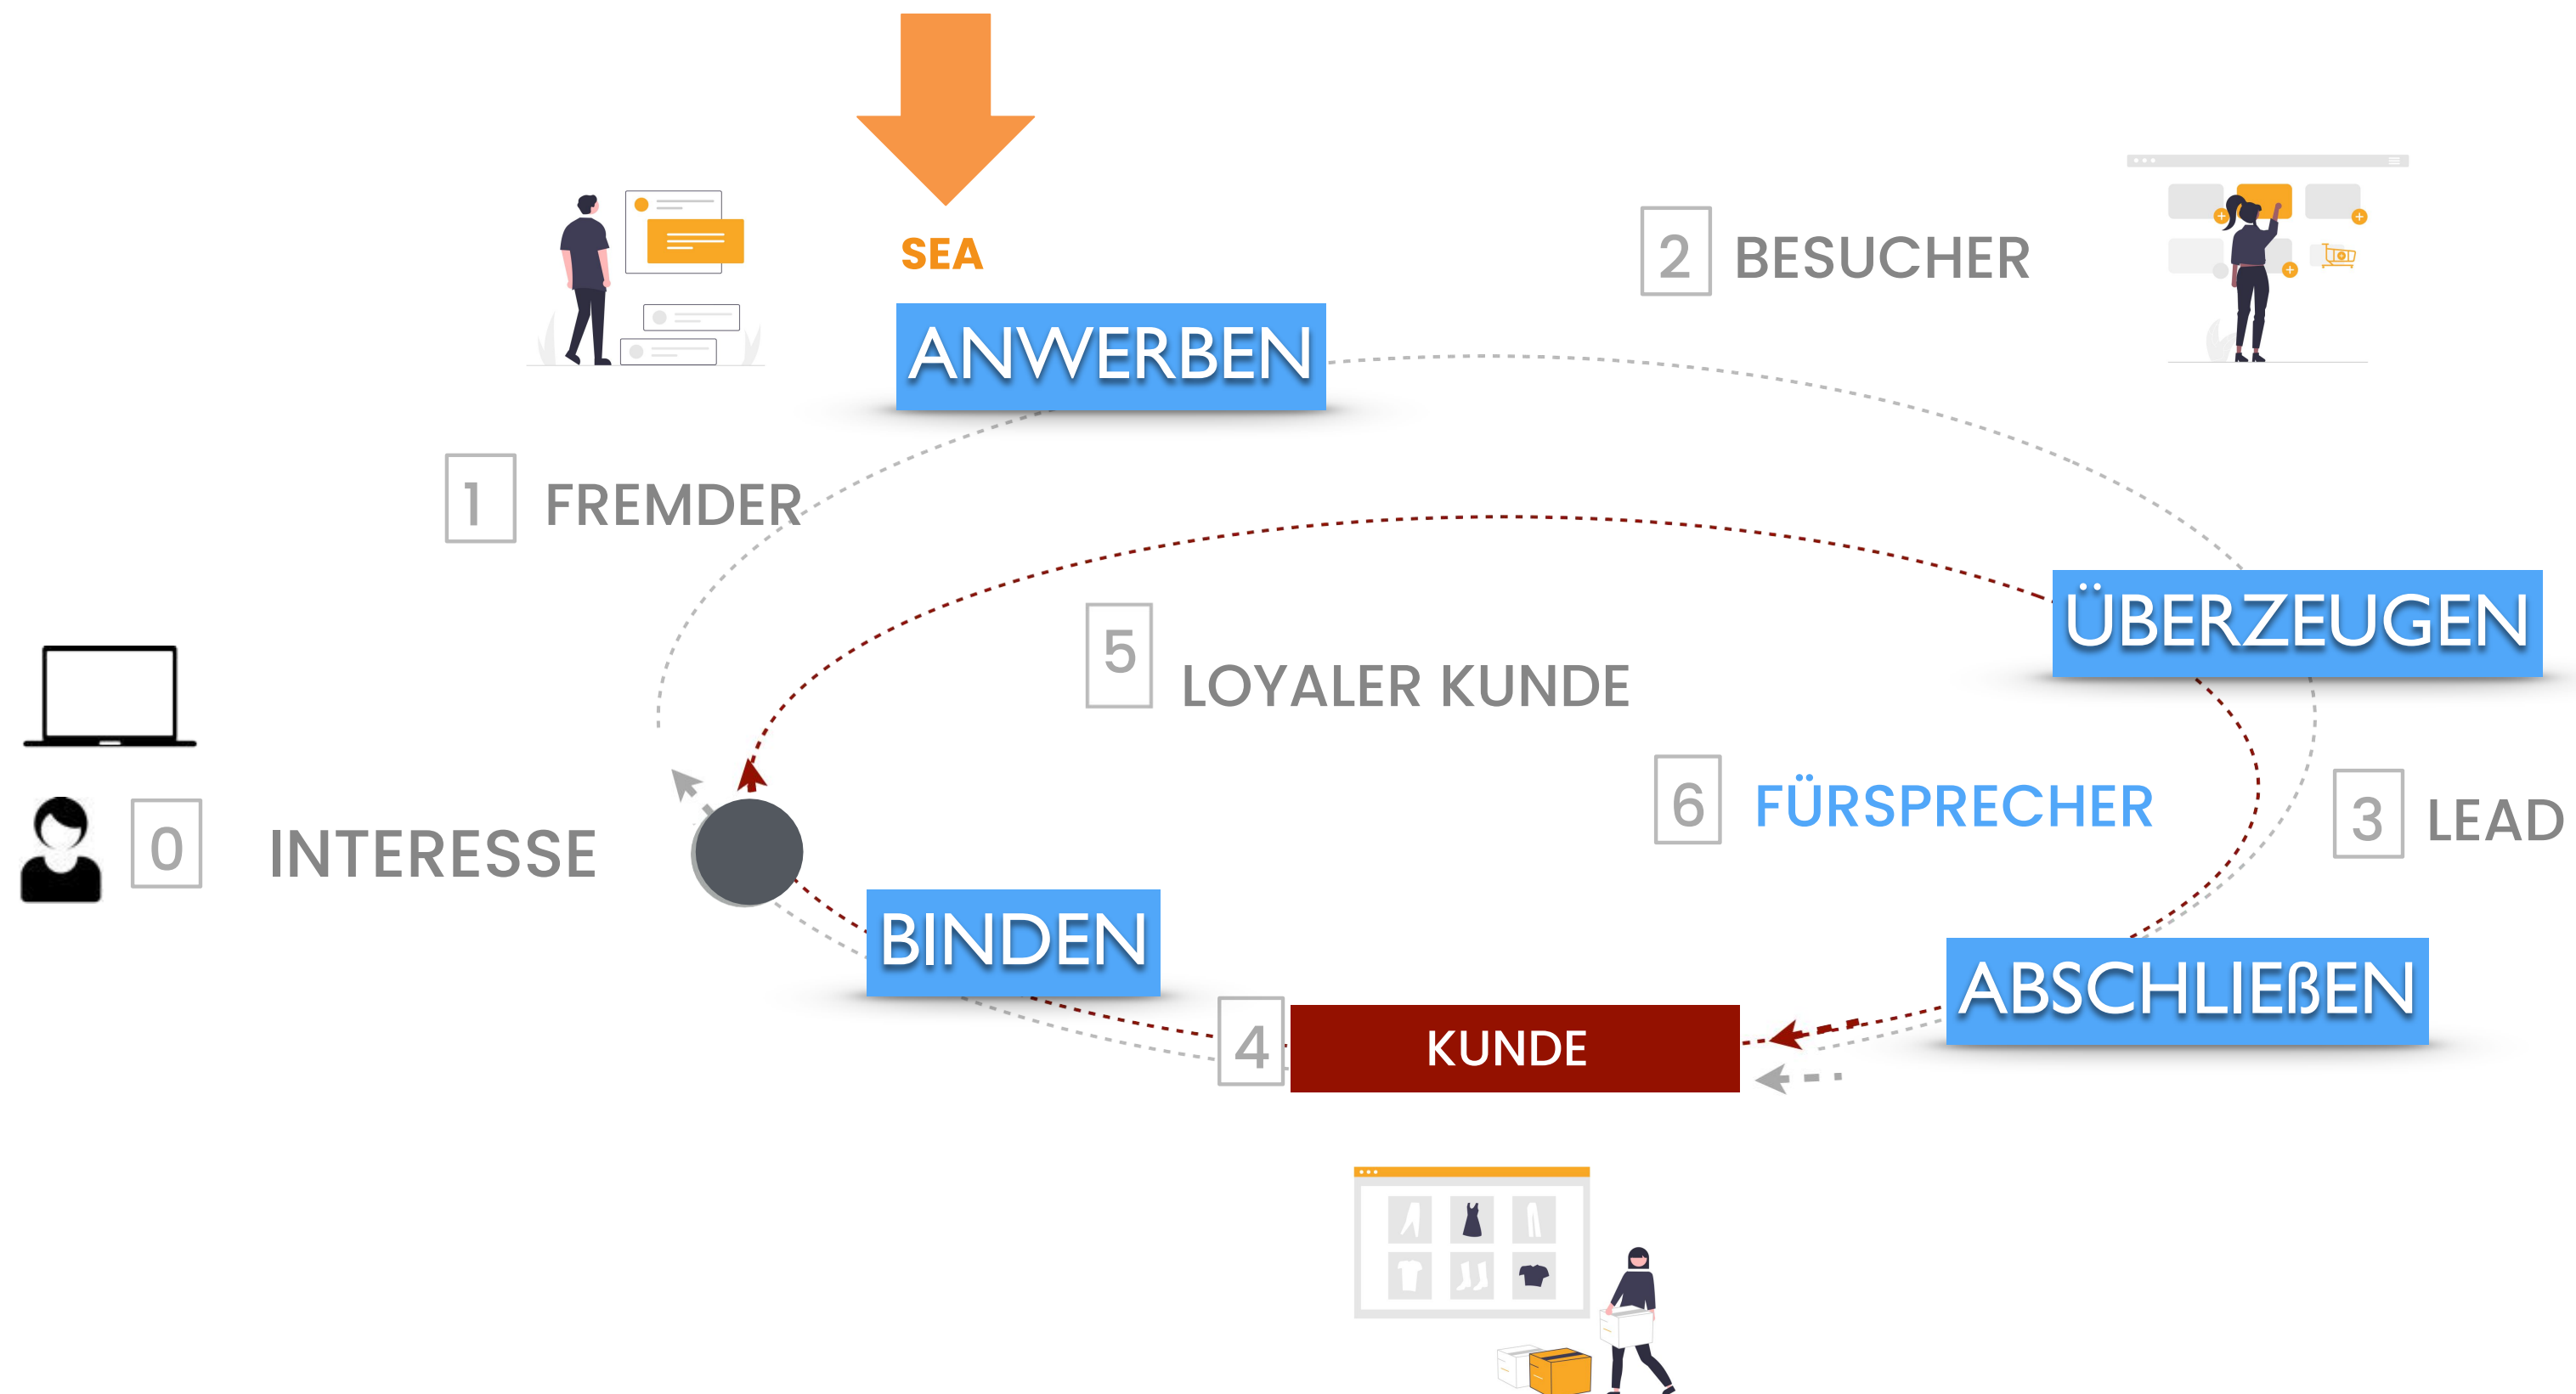 SEA
2 BESUCHER
ANWERBEN
1 FREMDER
ÜBERZEUGEN
5 LOYALER KUNDE
6 FÜRSPRECHER
3 LEAD
0 INTERESSE
BINDEN
ABSCHLIEßEN
4 KUNDE